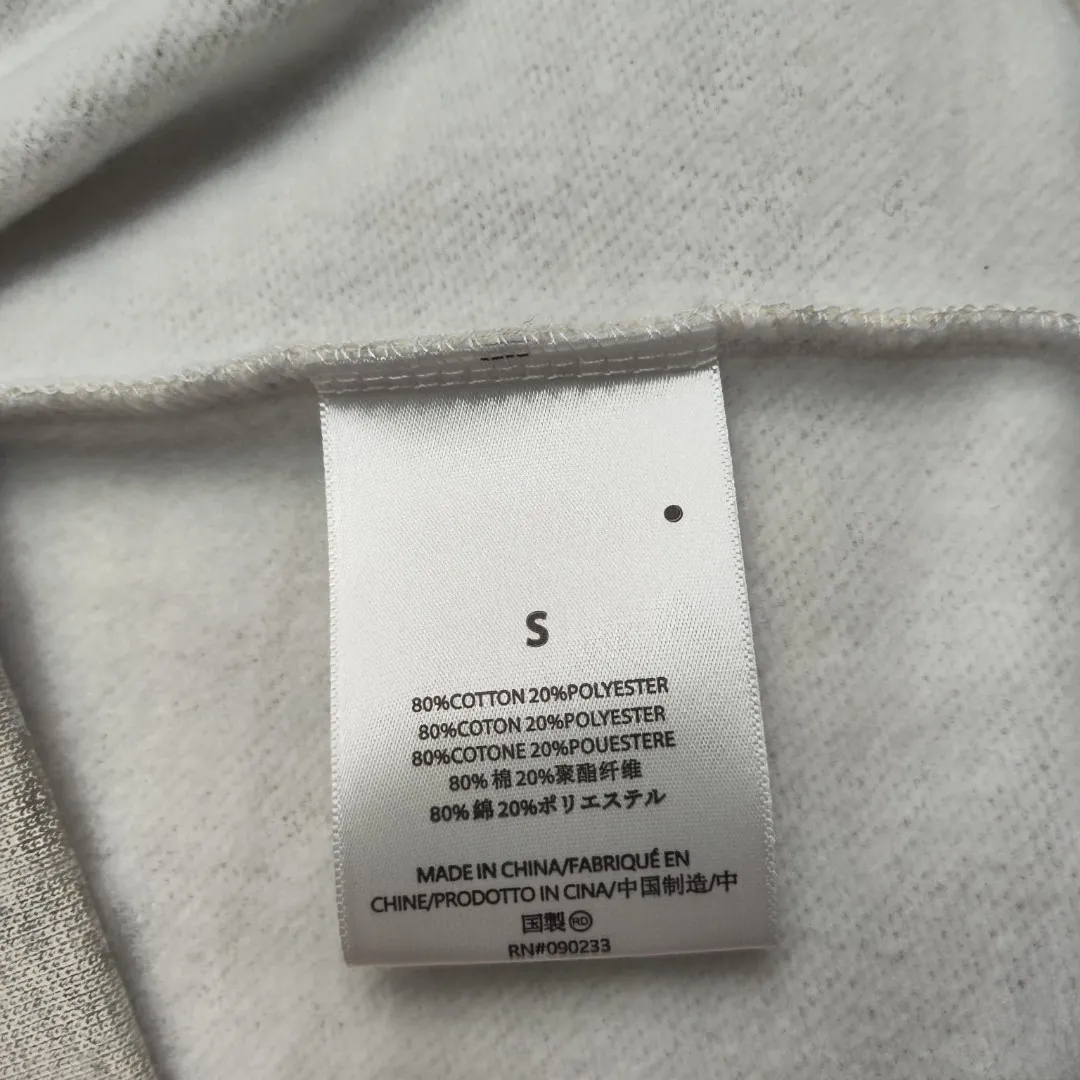 S
80%COTTON 20%POLYESTER
80%COTON 20%POLYESTER
80%COTONE 20%POUESTERE
80% 棉 20%聚酯纤维
80% 綿 20%ポリエステル
MADE IN CHINA/FABRIQUÉ EN
CHINE/PRODOTTO IN CINA/中国制造/中
国製 RD
RN#090233